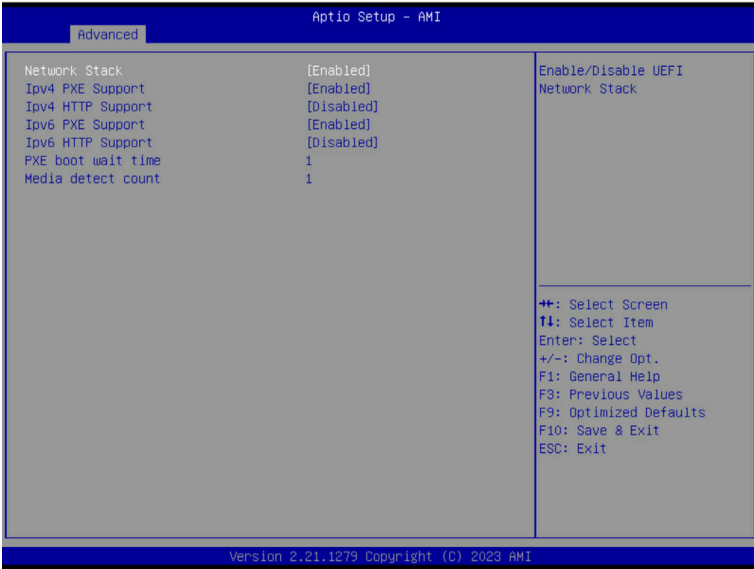 Aptio Setup – AMI
Advanced
Network Stack [Enabled]
Ipv4 PXE Support [Enabled]
Ipv4 HTTP Support [Disabled]
Ipv6 PXE Support [Enabled]
Ipv6 HTTP Support [Disabled]
PXE boot wait time 1
Media detect count 1
Enable/Disable UEFI
Network Stack
→←: Select Screen
↑↓: Select Item
Enter: Select
+/-: Change Opt.
F1: General Help
F3: Previous Values
F9: Optimized Defaults
F10: Save & Exit
ESC: Exit
Version 2.21.1279 Copyright (C) 2023 AMI